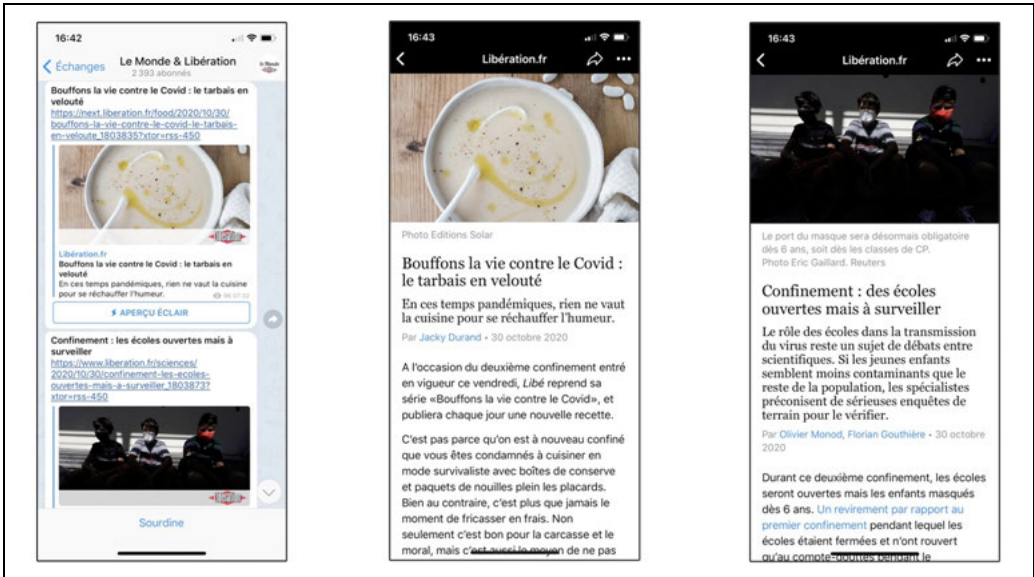 16:42
Échanges
Le Monde & Libération
2 393 abonnés
Bouffons la vie contre le Covid : le tarbais en
velouté
https://next.liberation.fr/food/2020/10/30/
bouffons-la-vie-contre-le-covid-le-tarbais-
en-veloute_1803835?xtor=rss-450
Libération.fr
Bouffons la vie contre le Covid : le tarbais en
velouté
En ces temps pandémiques, rien ne vaut la cuisine
pour se réchauffer l'humeur.
APERÇU ÉCLAIR
Confinement : les écoles ouvertes mais à
surveiller
https://www.liberation.fr/sciences/
2020/10/30/confinement-les-ecoles-
ouvertes-mais-a-surveiller_1803873?
xtor=rss-450
Sourdine
16:43
Libération.fr
Photo Editions Solar
Bouffons la vie contre le Covid :
le tarbais en velouté
En ces temps pandémiques, rien ne vaut
la cuisine pour se réchauffer l'humeur.
Par Jacky Durand • 30 octobre 2020
A l'occasion du deuxième confinement entré
en vigueur ce vendredi, Libé reprend sa
série «Bouffons la vie contre le Covid», et
publiera chaque jour une nouvelle recette.
C'est pas parce qu'on est à nouveau confiné
que vous êtes condamnés à cuisiner en
mode survivaliste avec boîtes de conserve
et paquets de nouilles plein les placards.
Bien au contraire, c'est plus que jamais le
moment de fricasser en frais. Non
seulement c'est bon pour la carcasse et le
moral, mais c'est aussi le moyen de ne pas
16:43
Libération.fr
Le port du masque sera désormais obligatoire
dès 6 ans, soit dès les classes de CP.
Photo Eric Gaillard. Reuters
Confinement : des écoles
ouvertes mais à surveiller
Le rôle des écoles dans la transmission
du virus reste un sujet de débats entre
scientifiques. Si les jeunes enfants
semblent moins contaminants que le
reste de la population, les spécialistes
préconisent de sérieuses enquêtes de
terrain pour le vérifier.
Par Olivier Monod, Florian Gouthière • 30 octobre
2020
Durant ce deuxième confinement, les écoles
seront ouvertes mais les enfants masqués
dès 6 ans. Un revirement par rapport au
premier confinement pendant lequel les
écoles étaient fermées et n'ont rouvert
qu'au compte-gouttes pendant le